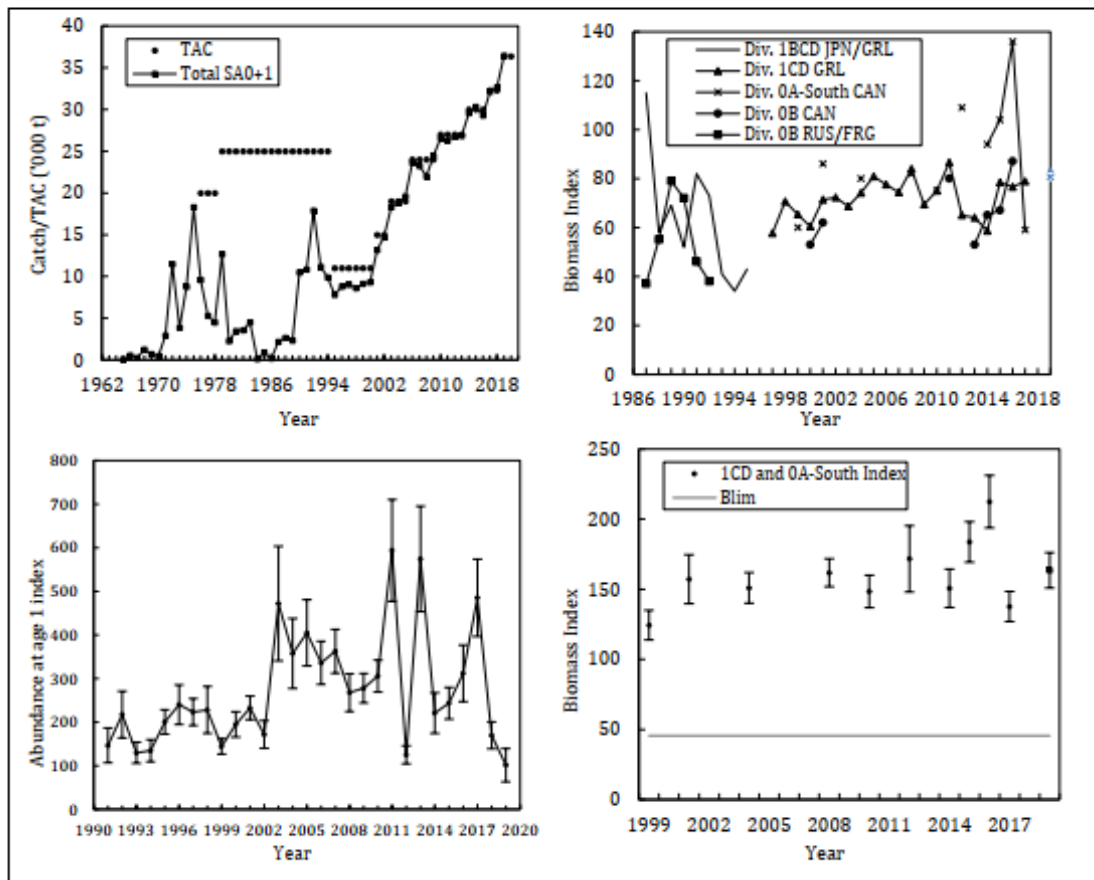 40
35
30
25
20
15
10
5
0
TAC
Total SA0+1
Catch/TAC ('000 t)
1962 1970 1978 1986 1994 2002 2010 2018
Year
140
120
100
80
60
40
20
0
Div. 1BCD JPN/GRL
Div. 1CD GRL
Div. 0A-South CAN
Div. 0B CAN
Div. 0B RUS/FRG
Biomass Index
1986 1990 1994 1998 2002 2006 2010 2014 2018
Year
800
700
600
500
400
300
200
100
0
Abundance at age 1 index
1990 1993 1996 1999 2002 2005 2008 2011 2014 2017 2020
Year
250
200
150
100
50
0
1CD and 0A-South Index
Blim
Biomass Index
1999 2002 2005 2008 2011 2014 2017
Year